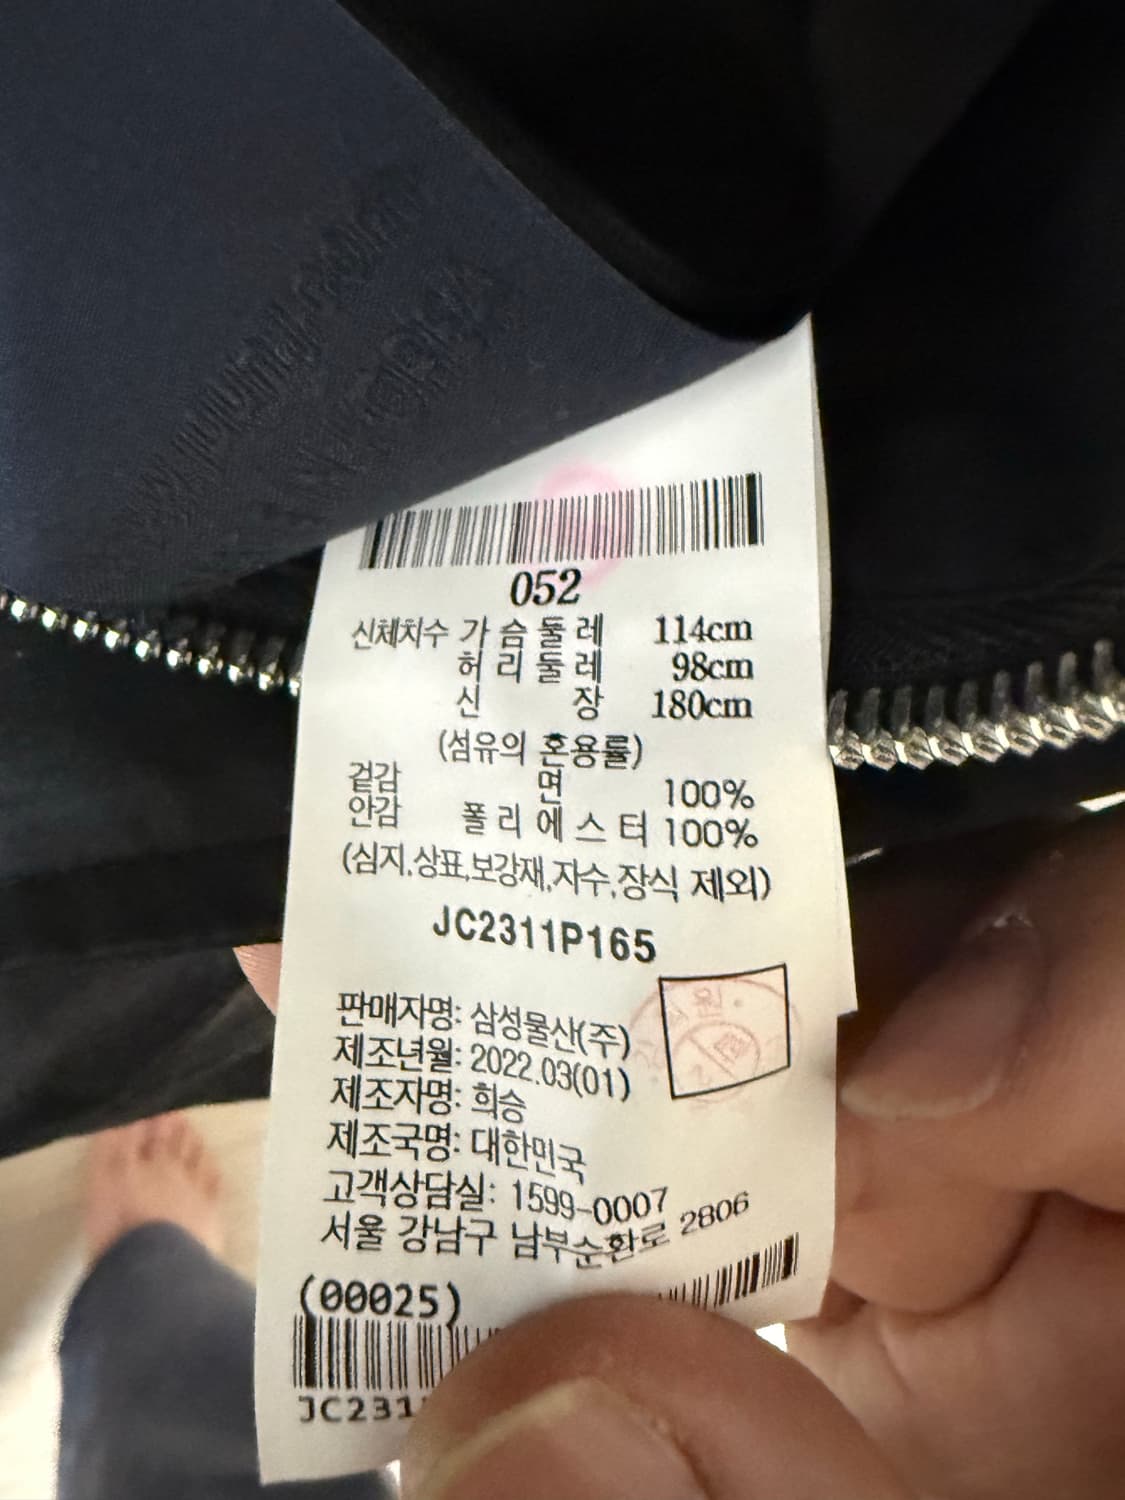 052
신체치수 가슴둘레 114cm
허리둘레 98cm
신 장 180cm
(섬유의 혼용률)
겉감 면 100%
안감 폴리에스터 100%
(심지,상표,보강재,자수,장식 제외)
JC2311P165
판매자명: 삼성물산(주)
제조년월: 2022.03(01)
제조자명: 희승
제조국명: 대한민국
고객상담실: 1599-0007
서울 강남구 남부순환로 2806
(00025)
JC231